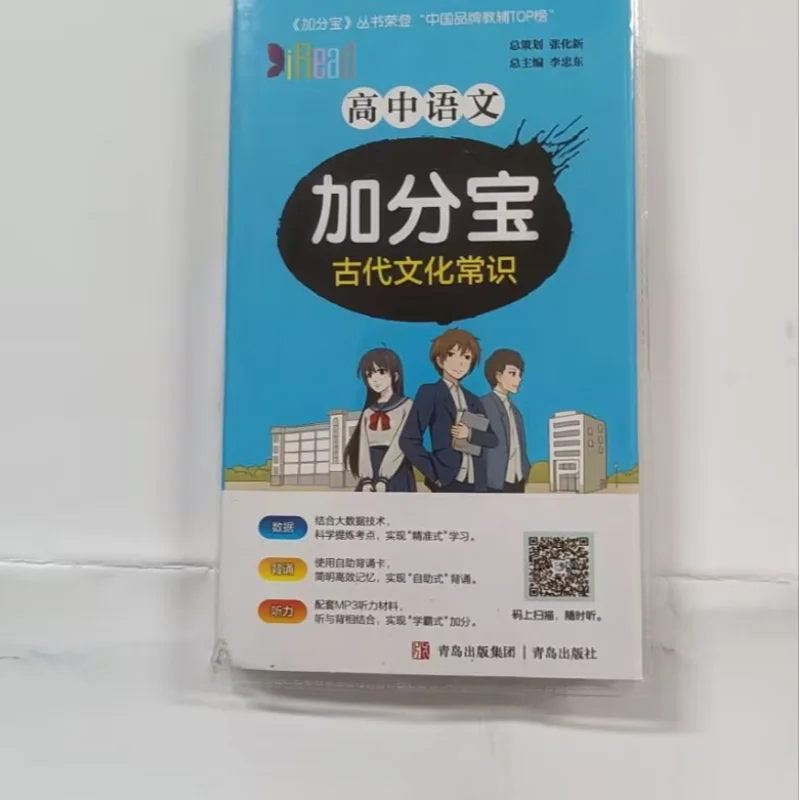 《加分宝》丛书荣登“中国品牌教辅TOP榜”
iRead
总策划 张化新
总主编 李忠东
高中语文
加分宝
古代文化常识
数据
结合大数据技术，
科学提炼考点，实现“精准式”学习。
背诵
使用自助背诵卡，
简明高效记忆，实现“自助式”背诵。
听力
配套MP3听力材料，
听与背相结合，实现“学霸式”加分。
码上扫描，随时听。
青岛出版集团｜青岛出版社